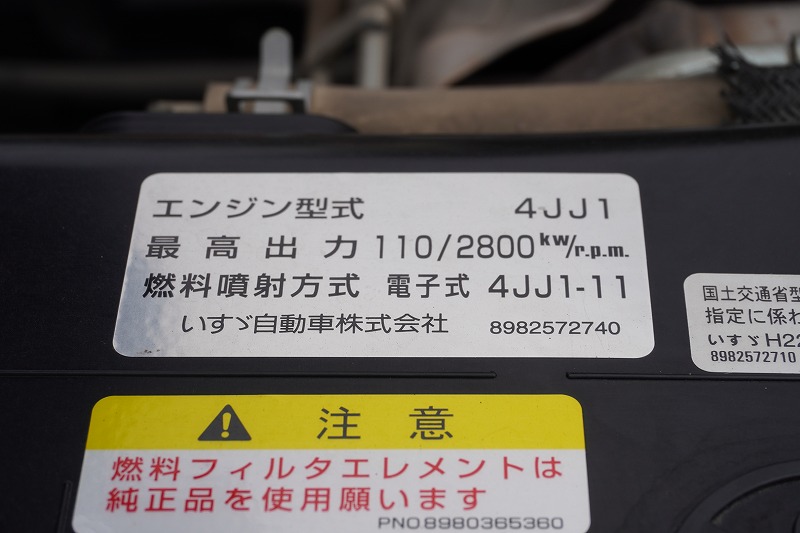 エンジン型式 4JJ1
最高出力 110/2800kW/r.p.m.
燃料噴射方式 電子式 4JJ1-11
いすゞ自動車株式会社 8982572740
国土交通省型
指定に係わ
いすゞH22
8982572710
注意
燃料フィルタエレメントは
純正品を使用願います
PNO8980365360